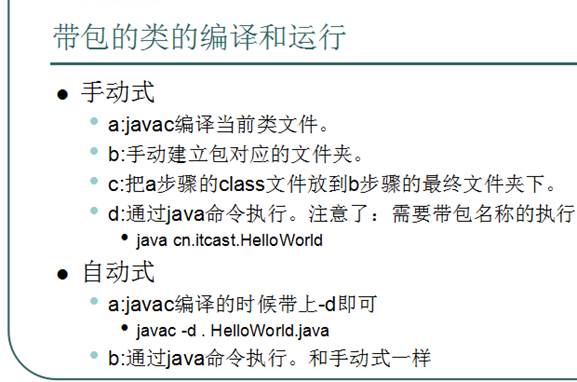 带包的类的编译和运行
手动式
a:javac编译当前类文件。
b:手动建立包对应的文件夹。
c:把a步骤的class文件放到b步骤的最终文件夹下。
d:通过java命令执行。注意了：需要带包名称的执行
java cn.itcast.HelloWorld
自动式
a:javac编译的时候带上-d即可
javac -d . HelloWorld.java
b:通过java命令执行。和手动式一样